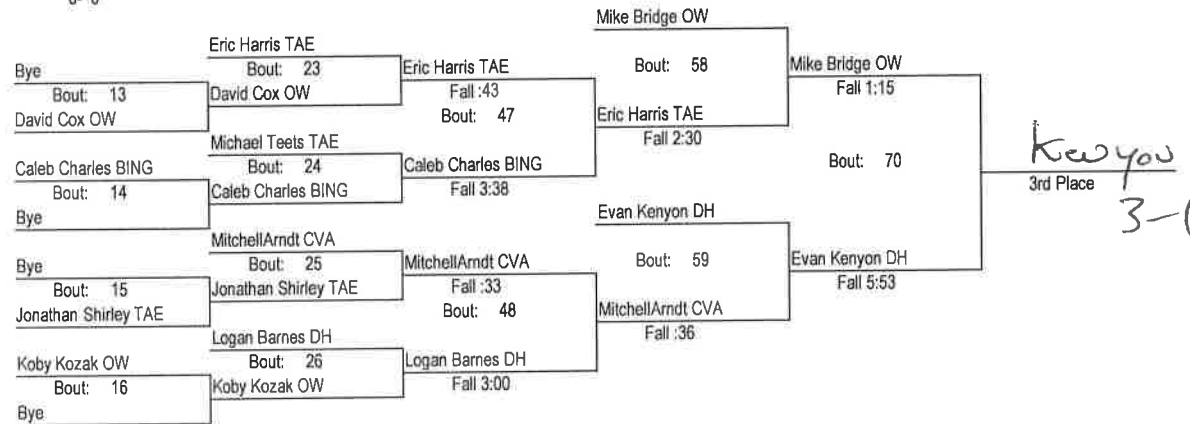 Mike Bridge OW
Eric Harris TAE
Bye
Bout: 23
Eric Harris TAE
Bout: 58
Mike Bridge OW
Bout: 13
David Cox OW
Fall :43
Fall 1:15
David Cox OW
Bout: 47
Eric Harris TAE
Michael Teets TAE
Fall 2:30
Caleb Charles BING
Bout: 24
Caleb Charles BING
Bout: 70
Bout: 14
Caleb Charles BING
Fall 3:38
Kenyon
3rd Place
Bye
Evan Kenyon DH
3-
MitchellArndt CVA
Bye
Bout: 25
MitchellArndt CVA
Bout: 59
Evan Kenyon DH
Bout: 15
Jonathan Shirley TAE
Fall :33
Fall 5:53
Jonathan Shirley TAE
Bout: 48
MitchellArndt CVA
Logan Barnes DH
Fall :36
Koby Kozak OW
Bout: 26
Logan Barnes DH
Bout: 16
Koby Kozak OW
Fall 3:00
Bye